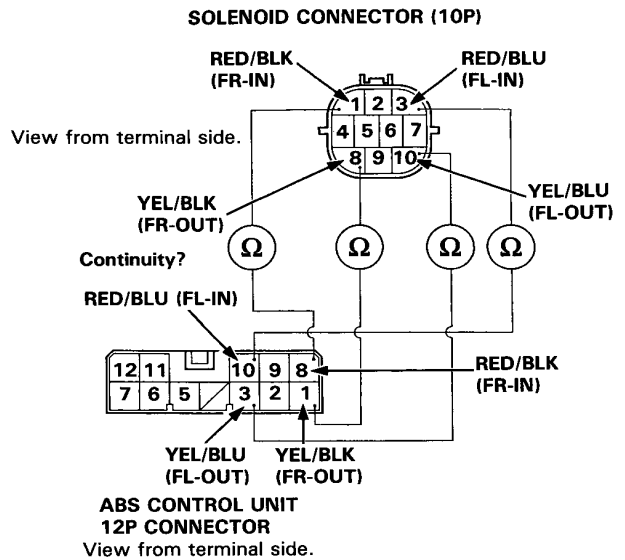 SOLENOID CONNECTOR (10P)
RED/BLK
(FR-IN)
RED/BLU
(FL-IN)
1 2 3
View from terminal side.
4 5 6 7
8 9 10
YEL/BLK
(FR-OUT)
YEL/BLU
(FL-OUT)
Ω Ω Ω Ω
Continuity?
RED/BLU (FL-IN)
12 11 10 9 8
RED/BLK
(FR-IN)
7 6 5 3 2 1
YEL/BLU
(FL-OUT)
YEL/BLK
(FR-OUT)
ABS CONTROL UNIT
12P CONNECTOR
View from terminal side.